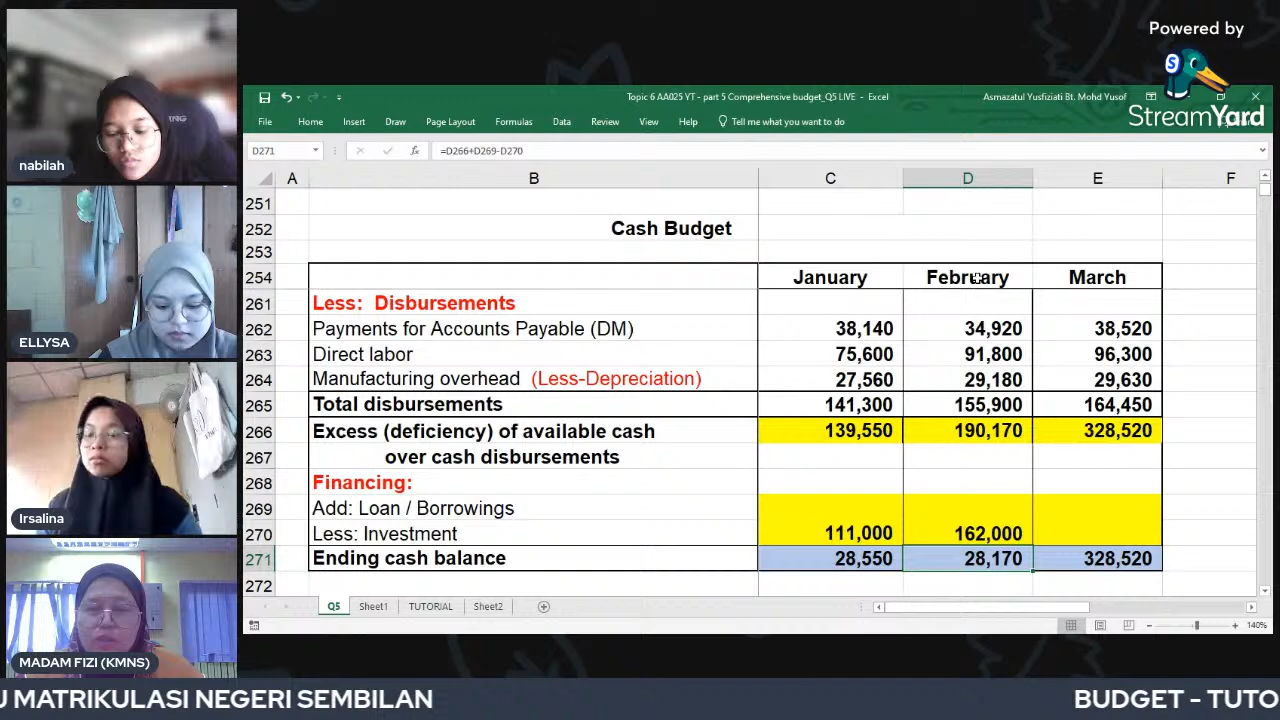 Powered by
StreamYard
S
nabilah
ELLYSA
Irsalina
MADAM FIZI (KMNS)
Topic 6 AA025 YT - part 5 Comprehensive budget_Q5 LIVE - Excel
Asmazatul Yusfiziati Bt. Mohd Yusof
File Home Insert Draw Page Layout Formulas Data Review View Help Tell me what you want to do
D271 fx =D266+D269-D270
A B C D E F
251
252 Cash Budget
253
254 January February March
261 Less: Disbursements
262 Payments for Accounts Payable (DM) 38,140 34,920 38,520
263 Direct labor 75,600 91,800 96,300
264 Manufacturing overhead (Less-Depreciation) 27,560 29,180 29,630
265 Total disbursements 141,300 155,900 164,450
266 Excess (deficiency) of available cash 139,550 190,170 328,520
267 over cash disbursements
268 Financing:
269 Add: Loan / Borrowings
270 Less: Investment 111,000 162,000
271 Ending cash balance 28,550 28,170 328,520
272
Q5 Sheet1 TUTORIAL Sheet2
140%
U MATRIKULASI NEGERI SEMBILAN
BUDGET - TUTO